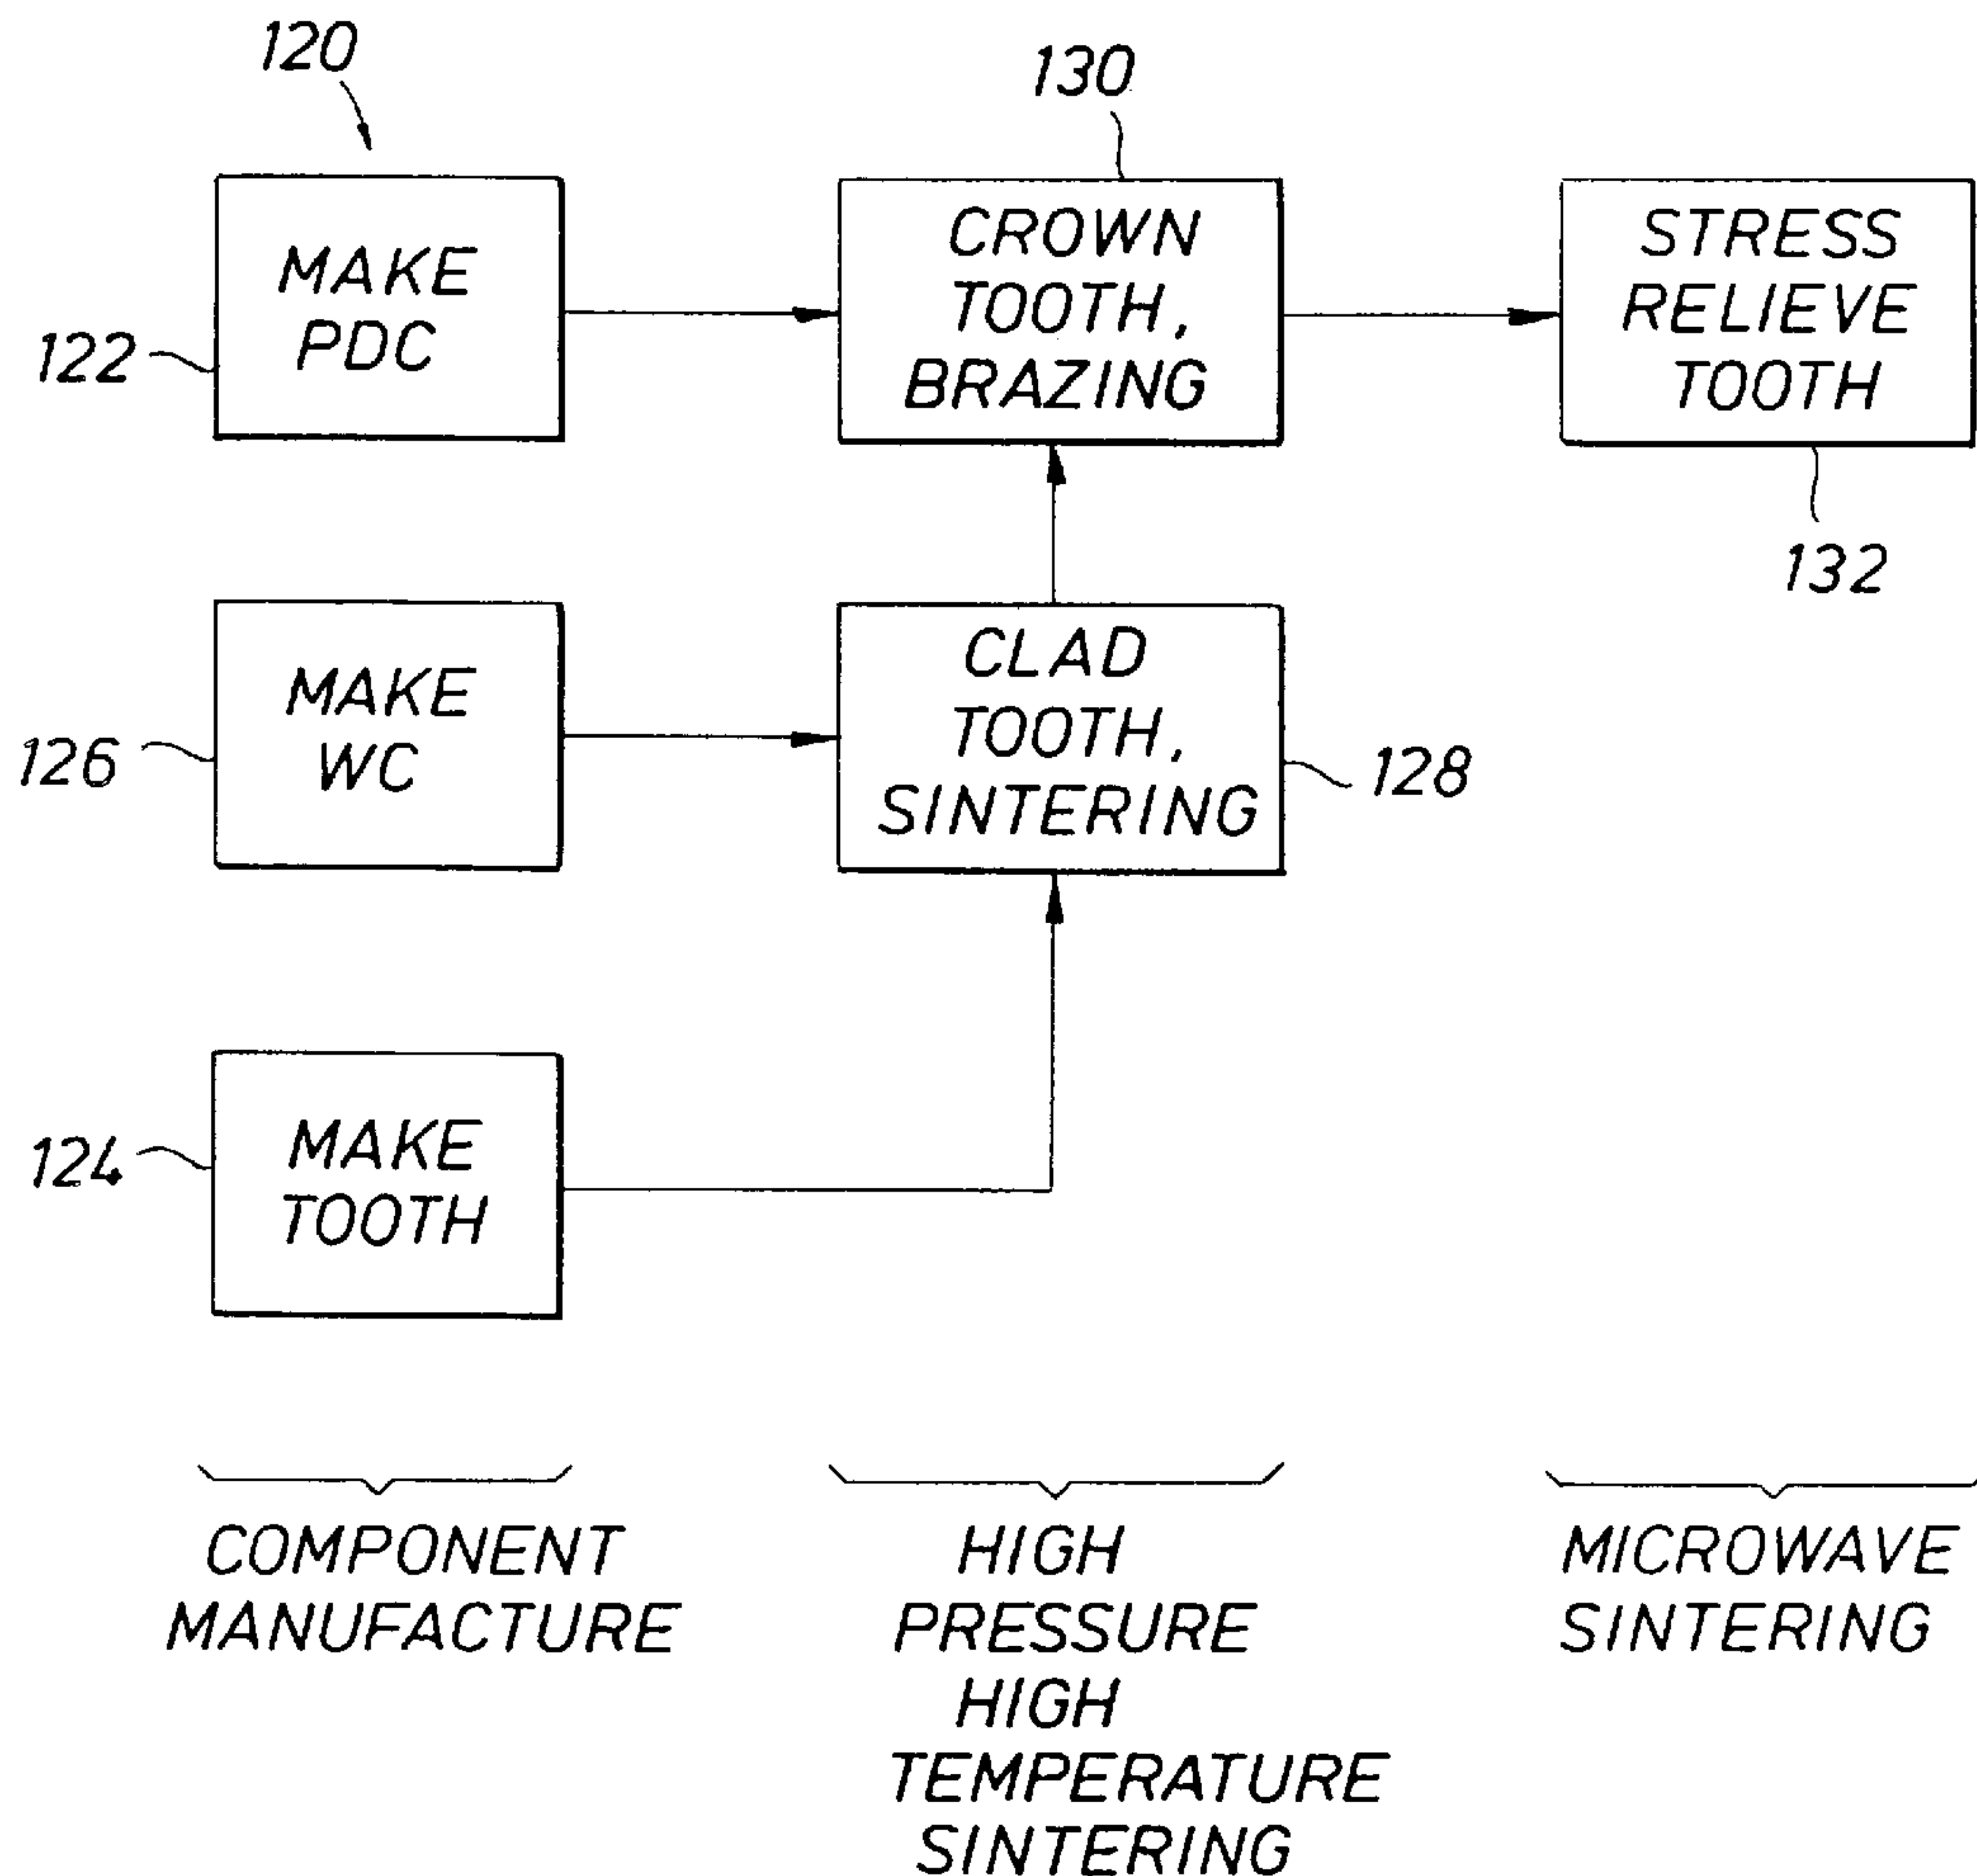 120
130
MAKE
PDC
122
CROWN
TOOTH,
BRAZING
STRESS
RELIEVE
TOOTH
132
MAKE
WC
126
CLAD
TOOTH,
SINTERING
128
MAKE
TOOTH
124
COMPONENT
MANUFACTURE
HIGH
PRESSURE
HIGH
TEMPERATURE
SINTERING
MICROWAVE
SINTERING